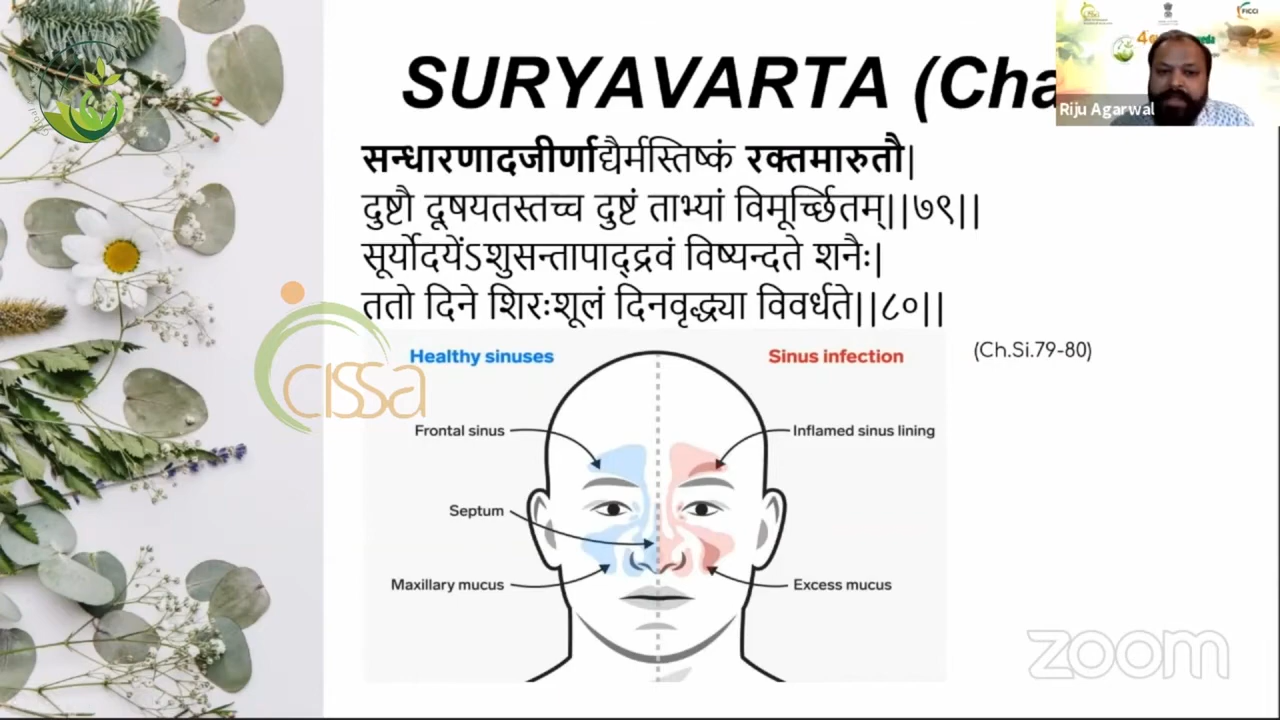 SURYAVARTA (Cha
सन्धारणादजीर्णाद्यैर्मस्तिष्कं रक्तमारुतौ|
दुष्टौ दूषयतस्तच्च दुष्टं ताभ्यां विमूर्च्छितम्||७९||
सूर्योदयेंऽशुसन्तापाद्द्रवं विष्यन्दते शनैः|
ततो दिने शिरःशूलं दिनवृद्ध्या विवर्धते||८०||
(Ch.Si.79-80)
Healthy sinuses
Sinus infection
Frontal sinus
Inflamed sinus lining
Septum
Maxillary mucus
Excess mucus
cissa
Riju Agarwal
FICCI
zoom